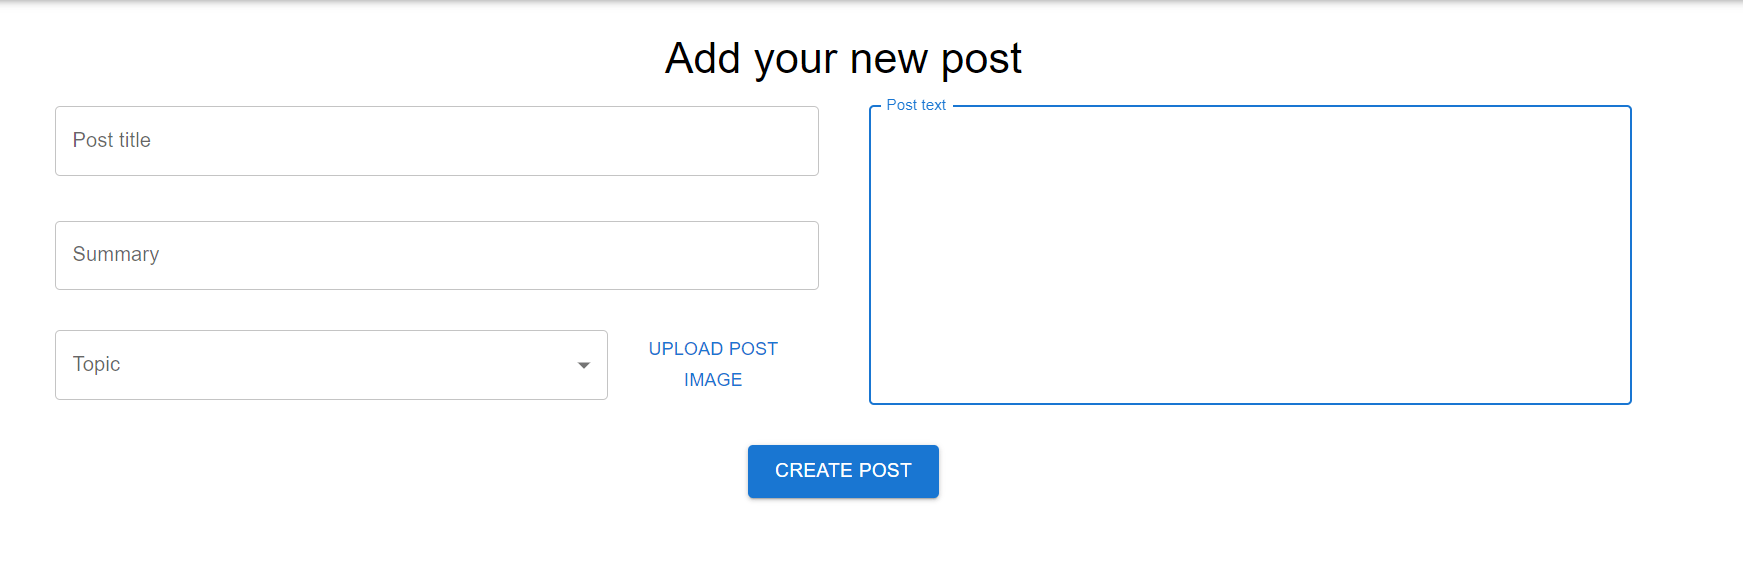 Add your new post
Post title
Summary
Topic
UPLOAD POST
IMAGE
Post text
CREATE POST